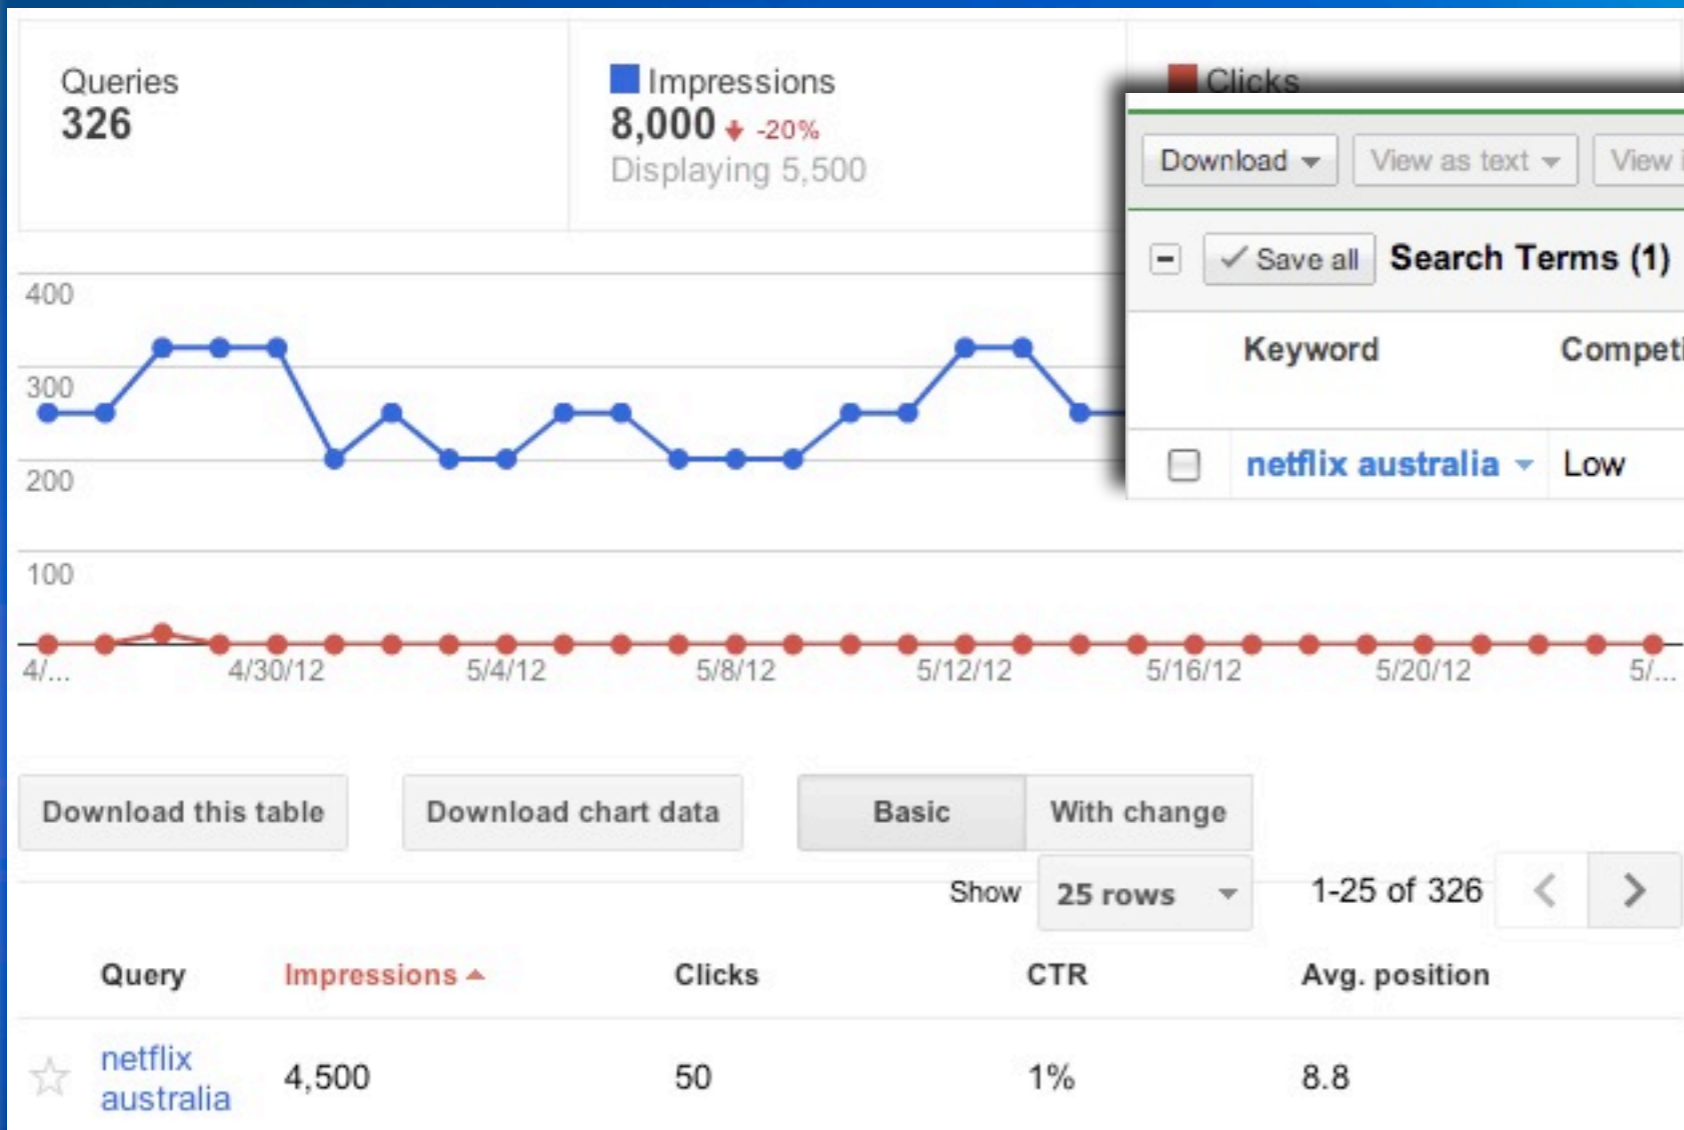 Queries
326
Impressions
8,000 -20%
Displaying 5,500
Clicks
Download
View as text
View
Save all
Search Terms (1)
Keyword
netflix australia
Low
400
300
200
100
4/...
4/30/12
5/4/12
5/8/12
5/12/12
5/16/12
5/20/12
5/...
Download this table
Download chart data
Basic
With change
Show
25 rows
1-25 of 326
Query
Impressions
Clicks
CTR
Avg. position
netflix
australia
4,500
50
1%
8.8